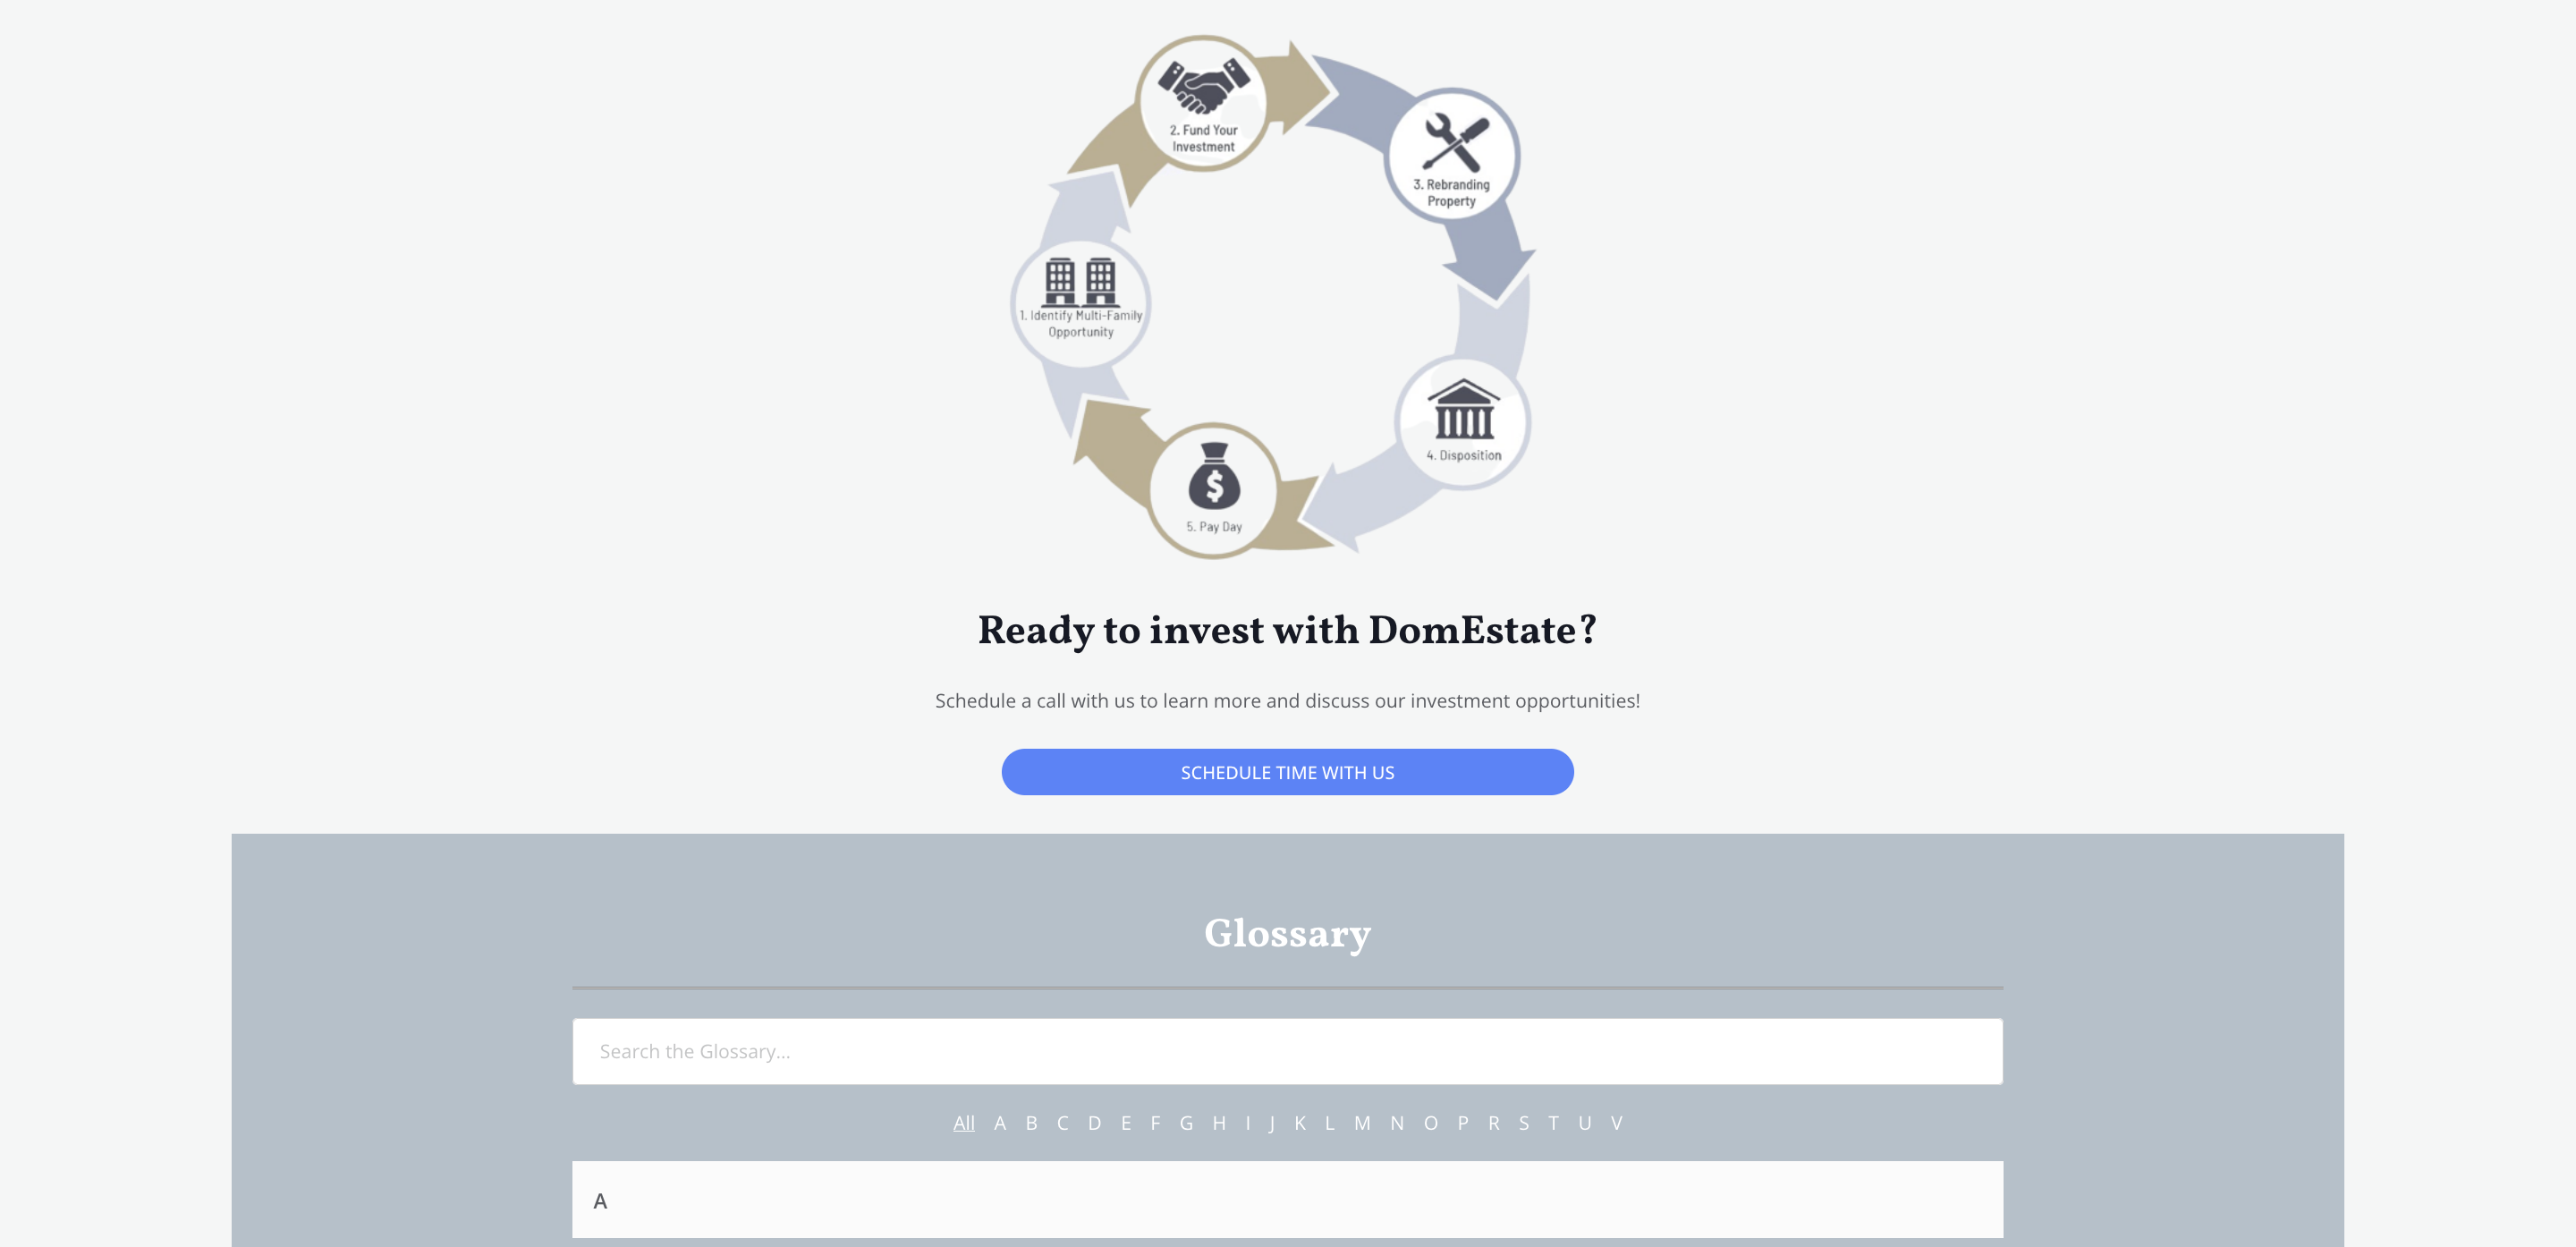 2. Fund Your
Investment
3. Rebranding
Property
1. Identify Multi-Family
Opportunity
4. Disposition
$
5. Pay Day
Ready to invest with DomEstate?
Schedule a call with us to learn more and discuss our investment opportunities!
SCHEDULE TIME WITH US
Glossary
Search the Glossary...
All A B C D E F G H I J K L M N O P R S T U V
A